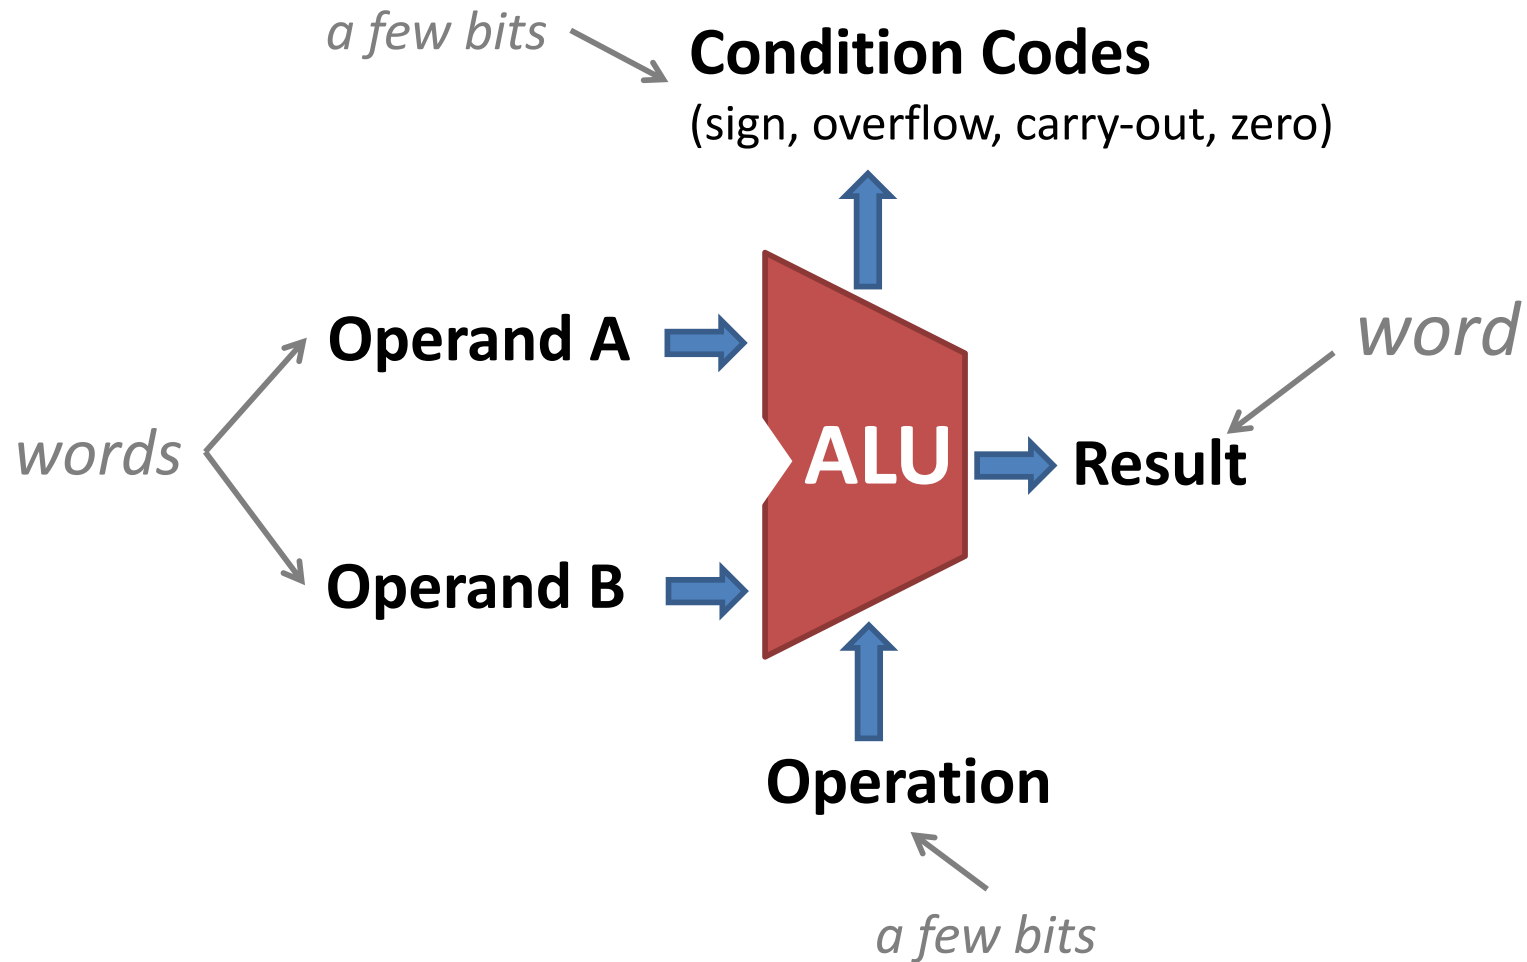 a few bits
Condition Codes
(sign, overflow, carry-out, zero)
Operand A
word
words
ALU
Result
Operand B
Operation
a few bits